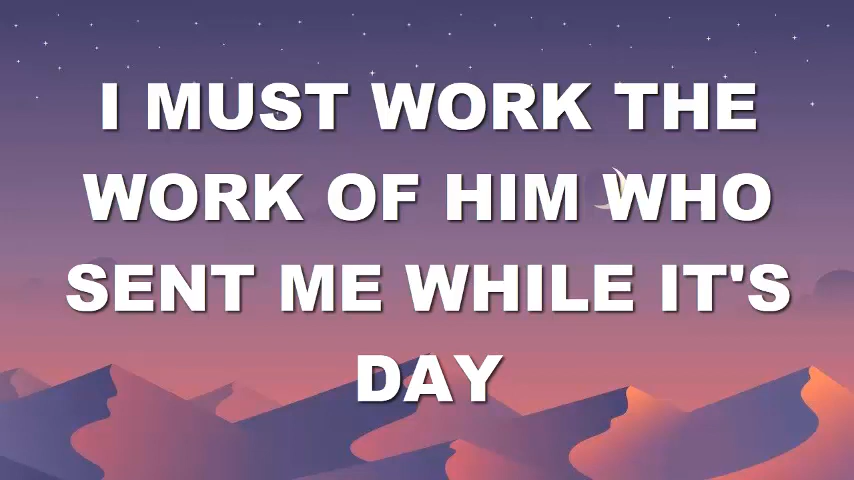 I MUST WORK THE
WORK OF HIM WHO
SENT ME WHILE IT'S
DAY